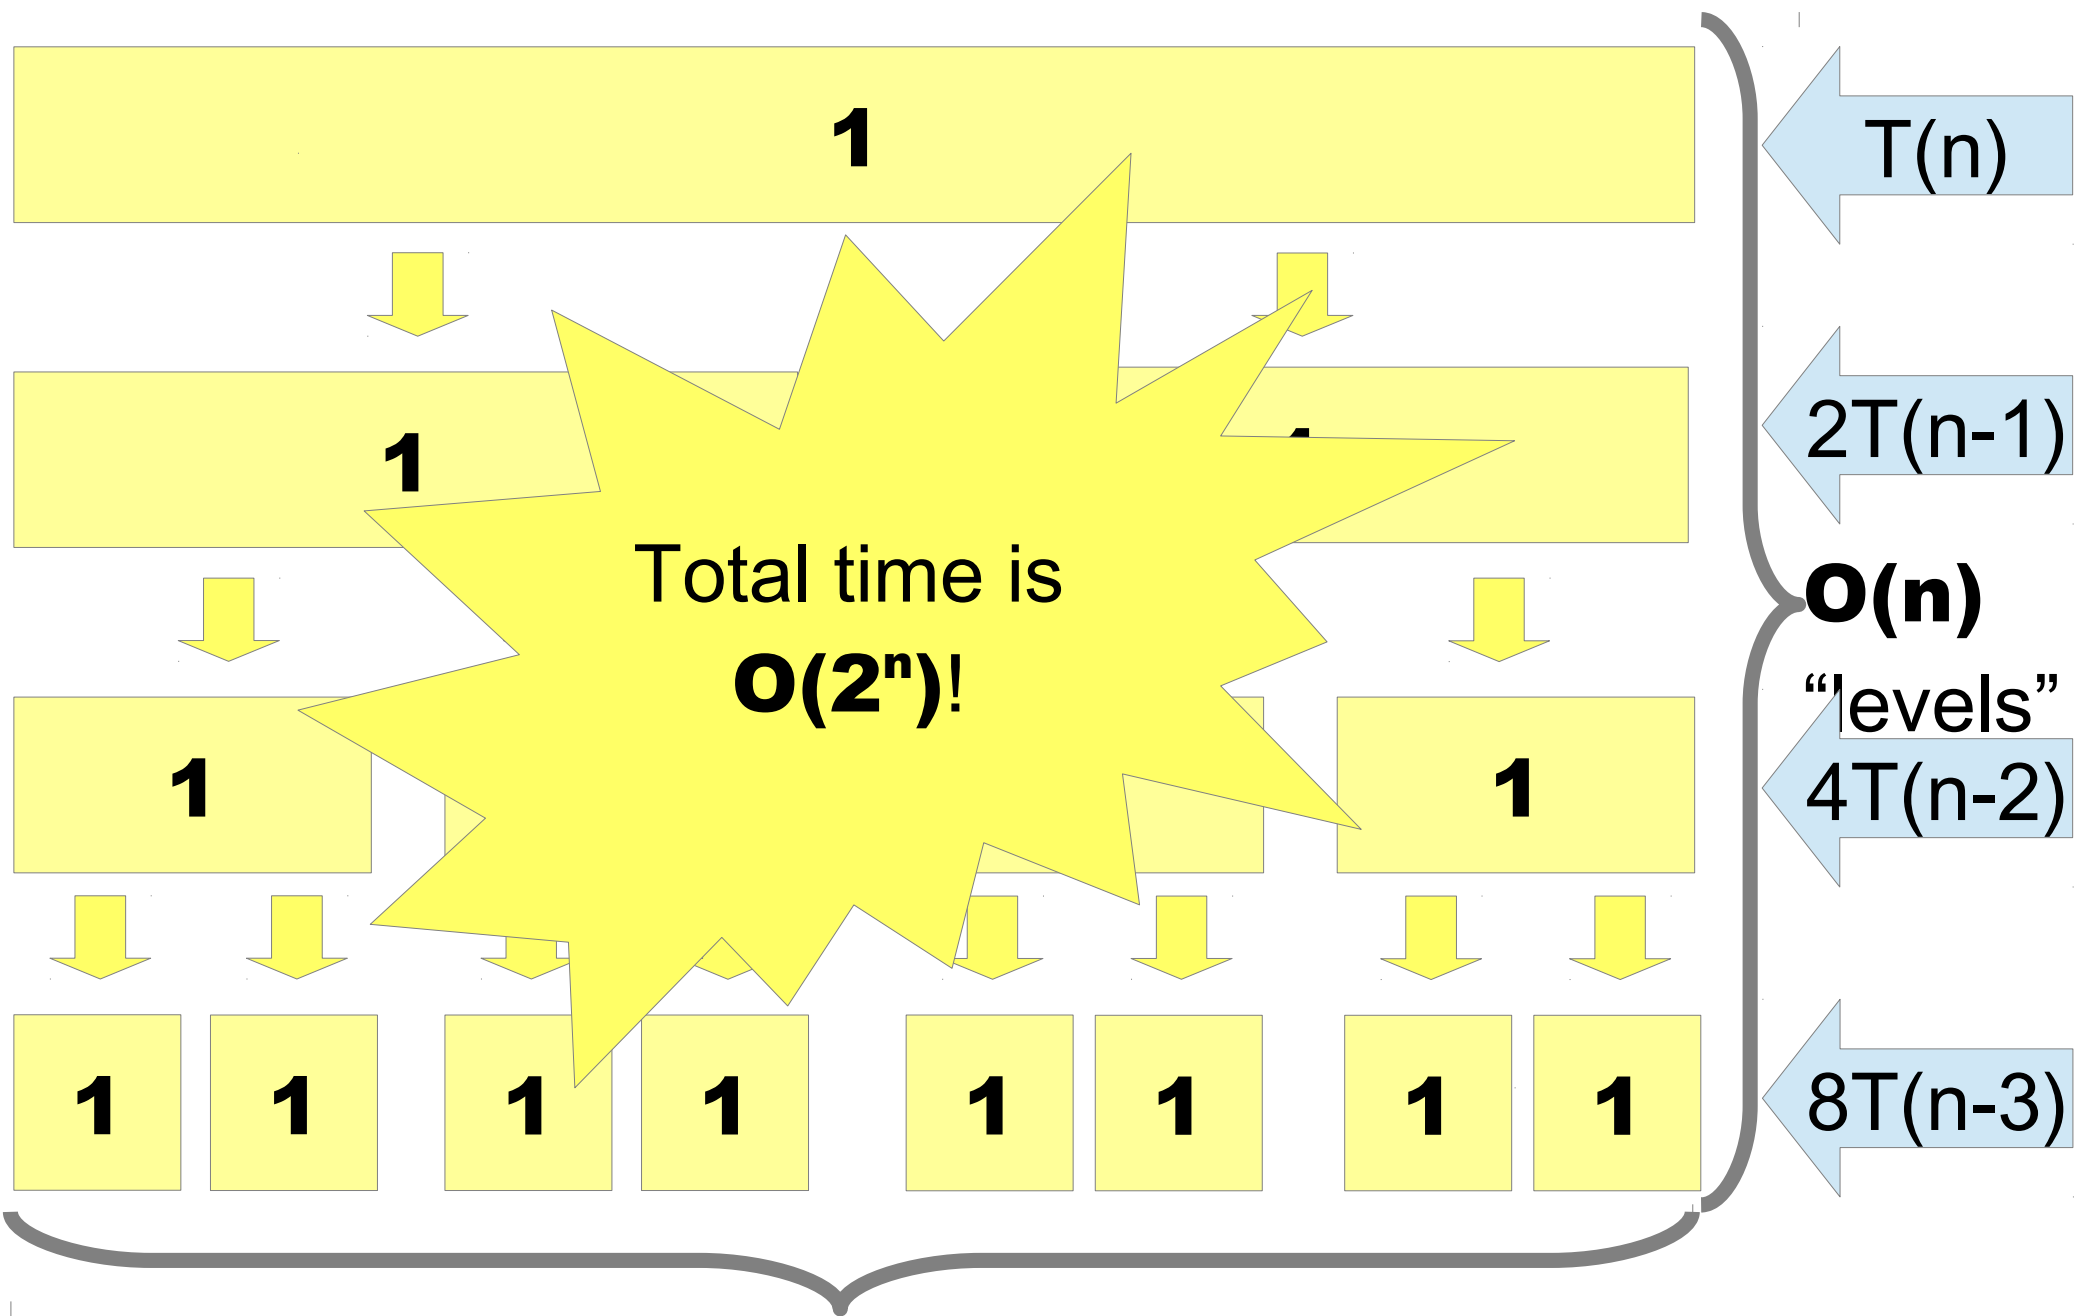 1
T(n)
1 1
2T(n-1)
Total time is
O(2ⁿ)!
O(n)
“levels”
1 1
4T(n-2)
1 1 1 1 1 1 1 1
8T(n-3)